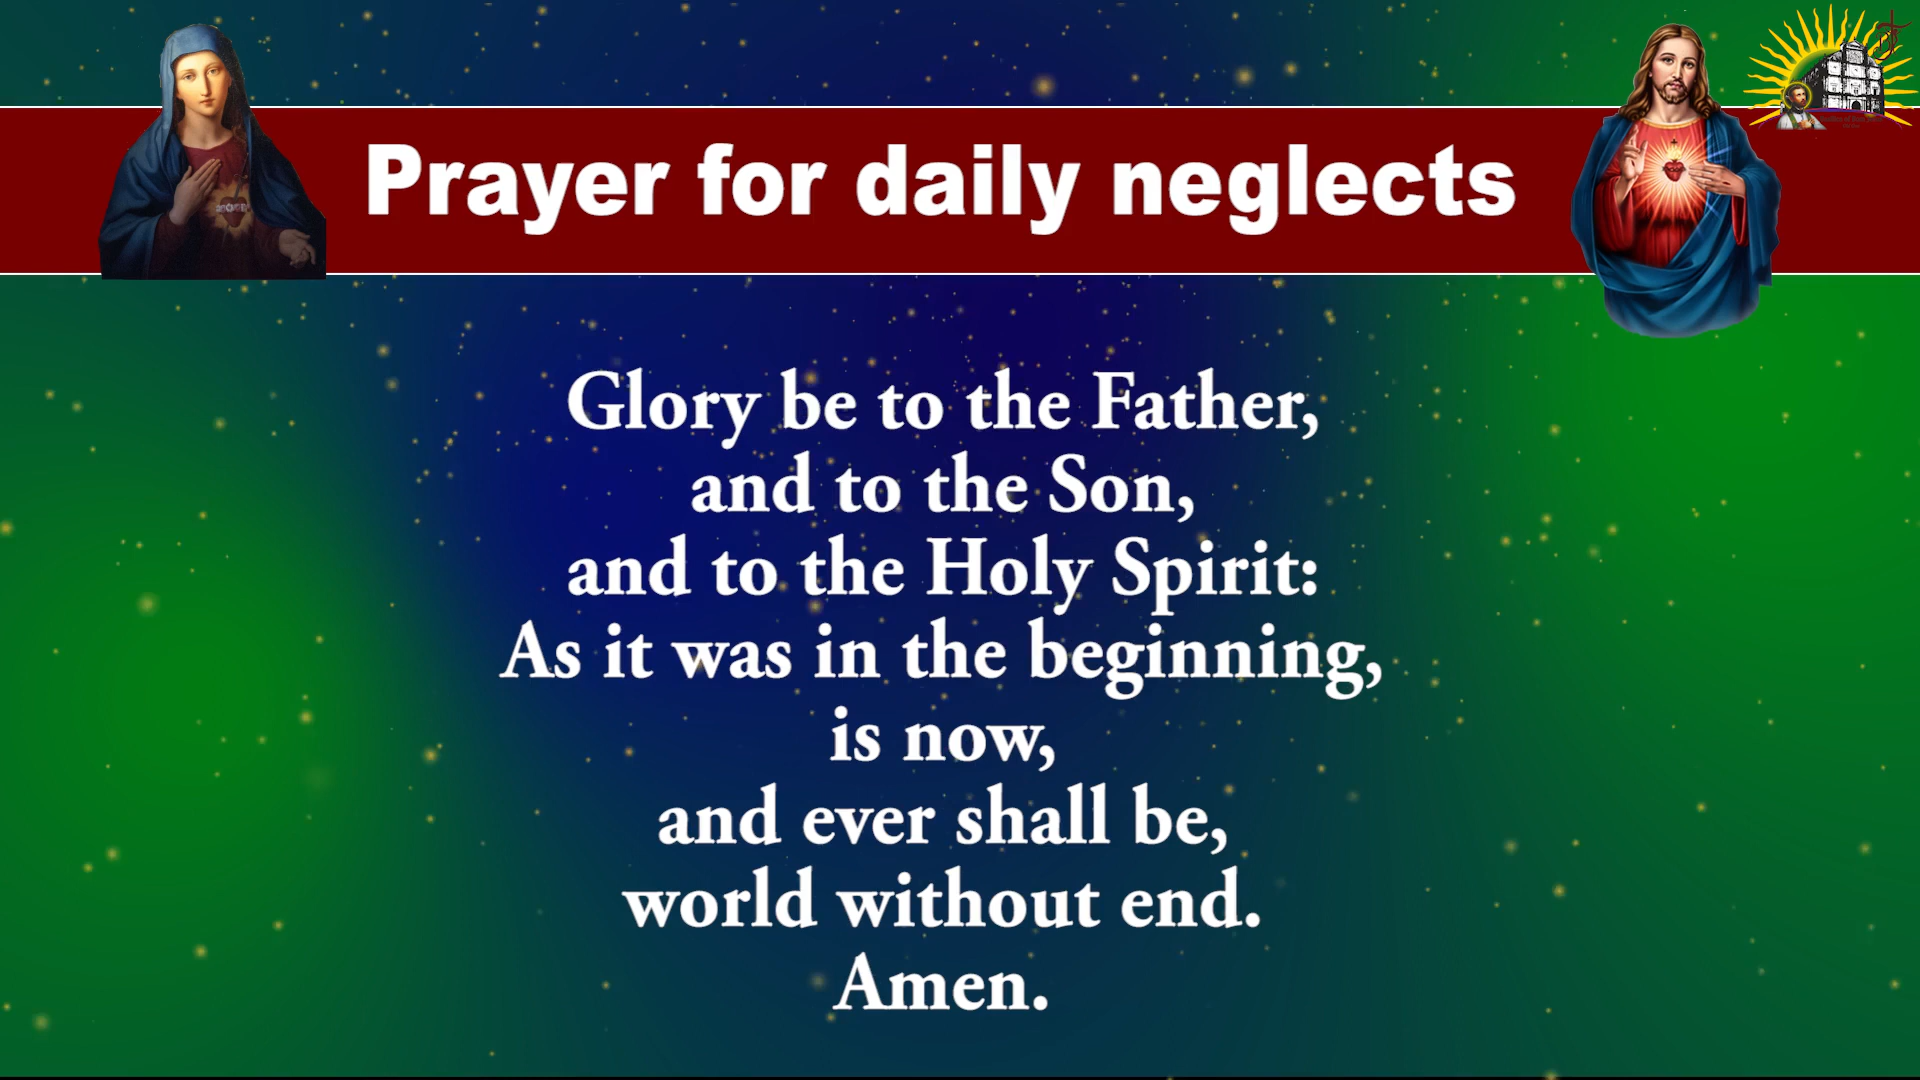 Prayer for daily neglects
Glory be to the Father,
and to the Son,
and to the Holy Spirit:
As it was in the beginning,
is now,
and ever shall be,
world without end.
Amen.